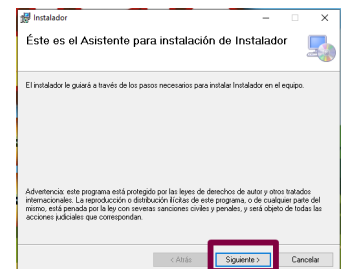 Instalador
Éste es el Asistente para instalación de Instalador
El instalador le guiará a través de los pasos necesarios para instalar Instalador en el equipo.
Advertencia: este programa está protegido por las leyes de derechos de autor y otros tratados
internacionales. La reproducción o distribución ilícitas de este programa, o de cualquier parte del
mismo, está penada por la ley con severas sanciones civiles y penales, y será objeto de todas las
acciones judiciales que correspondan.
< Atrás
Siguiente >
Cancelar